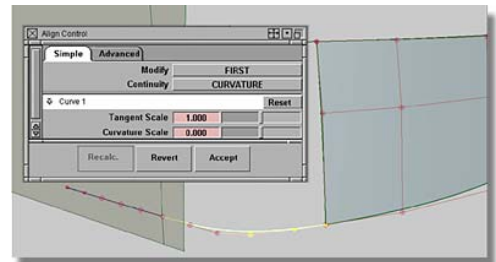 Align Control
Simple Advanced
Modify FIRST
Continuity CURVATURE
Curve 1 Reset
Tangent Scale 1.000
Curvature Scale 0.000
Recalc. Revert Accept